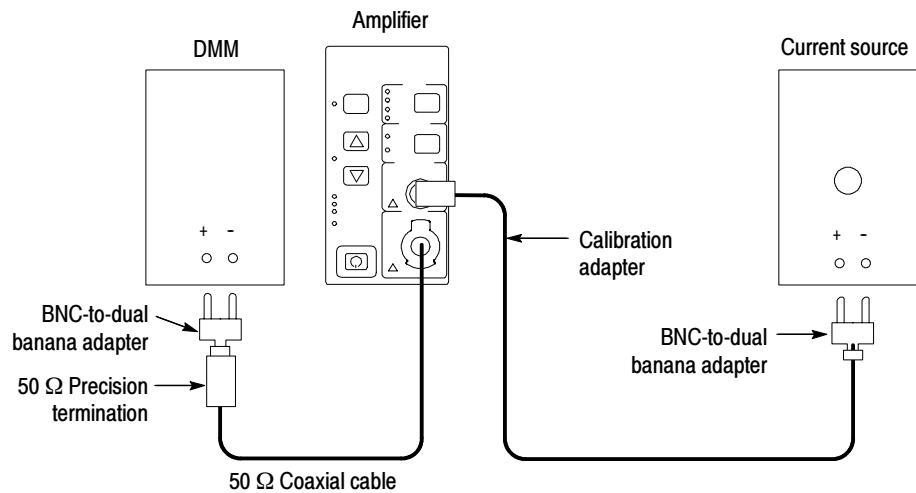 Amplifier
DMM
Current source
+ -
+ -
Calibration
adapter
BNC-to-dual
banana adapter
BNC-to-dual
banana adapter
50 Ω Precision
termination
50 Ω Coaxial cable